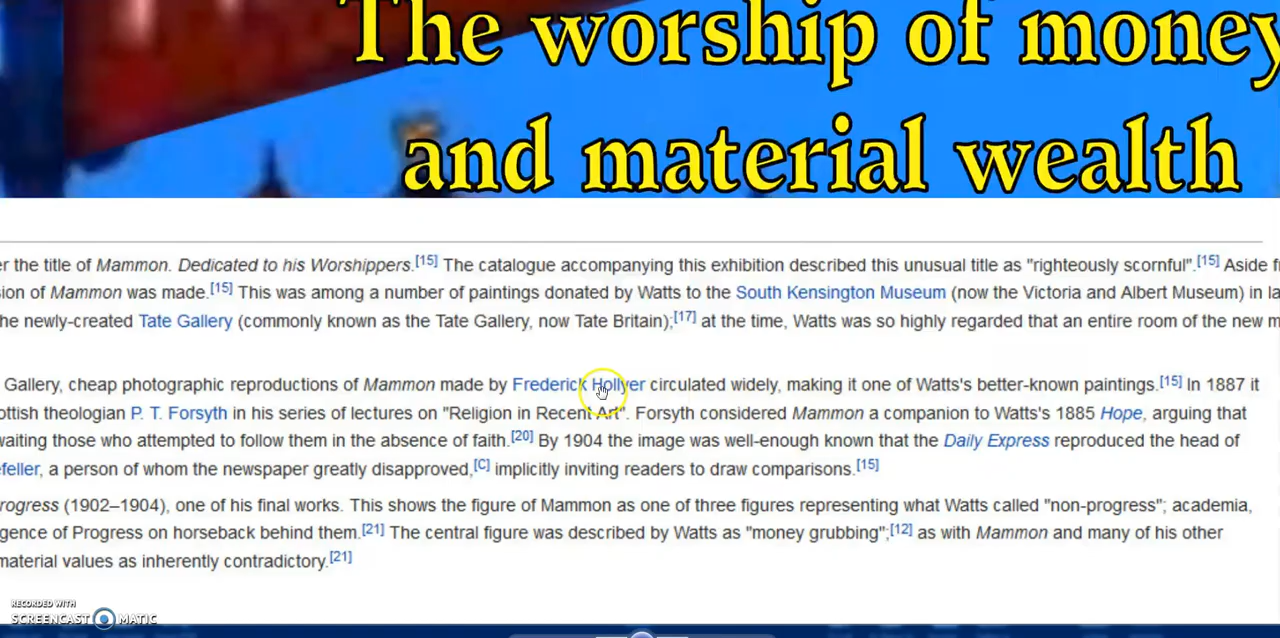 The worship of money
and material wealth
er the title of Mammon. Dedicated to his Worshippers.[15] The catalogue accompanying this exhibition described this unusual title as "righteously scornful".[15] Aside
sion of Mammon was made.[15] This was among a number of paintings donated by Watts to the South Kensington Museum (now the Victoria and Albert Museum) in
he newly-created Tate Gallery (commonly known as the Tate Gallery, now Tate Britain);[17] at the time, Watts was so highly regarded that an entire room of the new
Gallery, cheap photographic reproductions of Mammon made by Frederick Hollyer circulated widely, making it one of Watts's better-known paintings.[15] In 1887 it
ottish theologian P. T. Forsyth in his series of lectures on "Religion in Recent Art". Forsyth considered Mammon a companion to Watts's 1885 Hope, arguing that
waiting those who attempted to follow them in the absence of faith.[20] By 1904 the image was well-enough known that the Daily Express reproduced the head of
efeller, a person of whom the newspaper greatly disapproved,[C] implicitly inviting readers to draw comparisons.[15]
rogress (1902–1904), one of his final works. This shows the figure of Mammon as one of three figures representing what Watts called "non-progress"; academia,
gence of Progress on horseback behind them.[21] The central figure was described by Watts as "money grubbing";[12] as with Mammon and many of his other
material values as inherently contradictory.[21]
RECORDED WITH
SCREENCAST MATIC